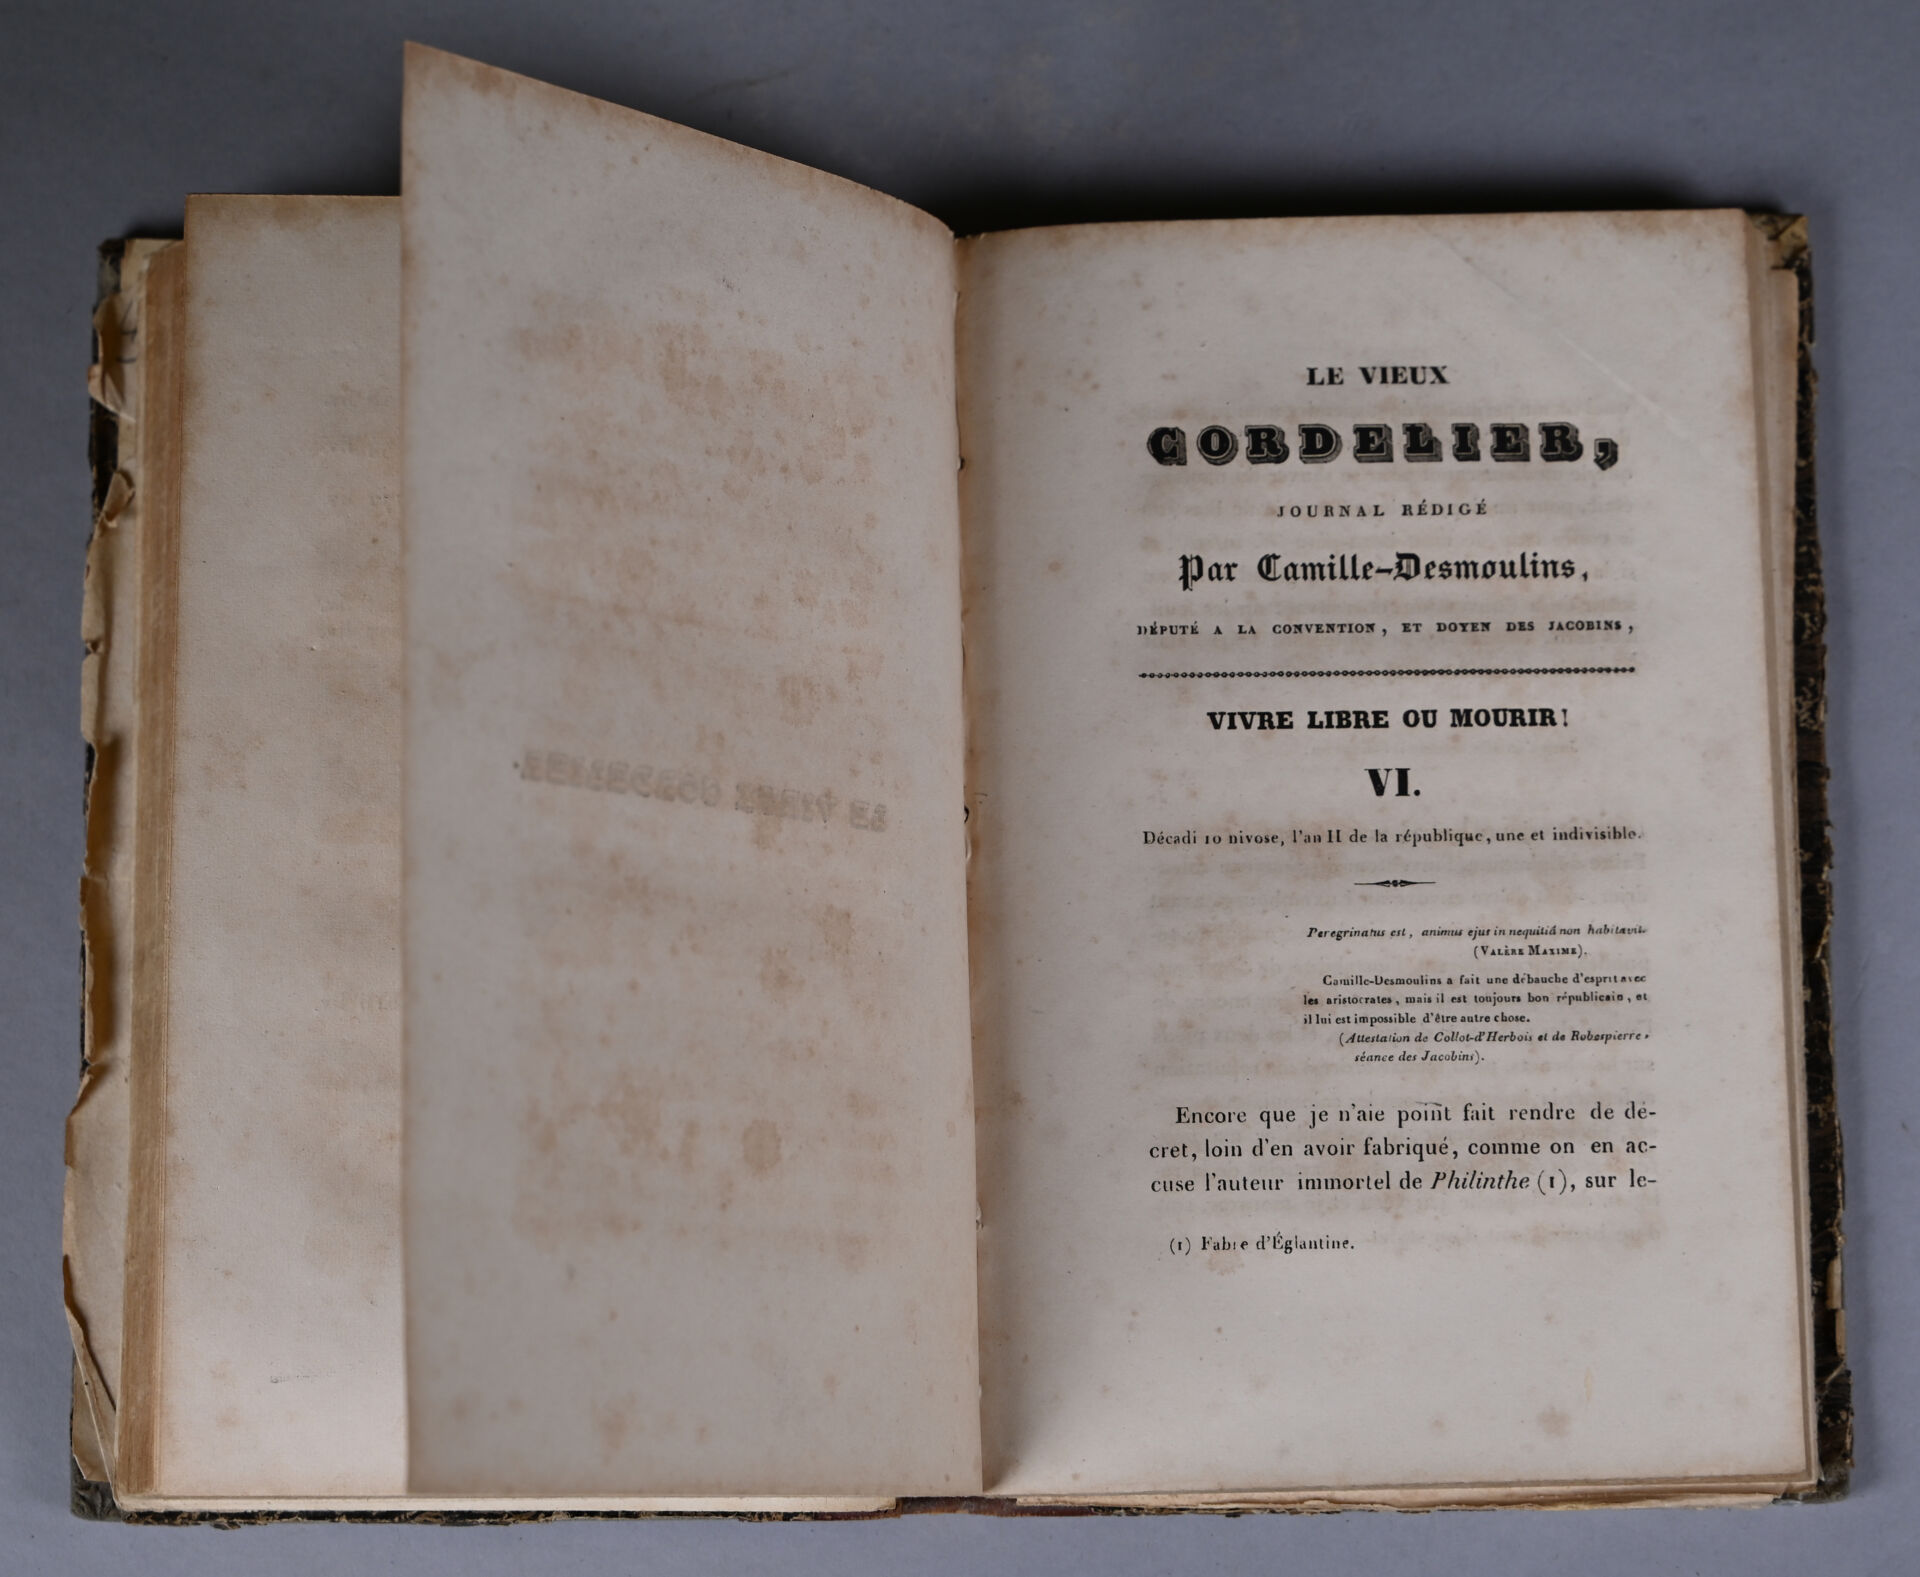 LE VIEUX
CORDELIER,
JOURNAL RÉDIGÉ
Par Camille-Desmoulins,
DÉPUTÉ A LA CONVENTION, ET DOYEN DES JACOBINS,
VIVRE LIBRE OU MOURIR!
VI.
Décadi 10 nivose, l'an II de la république, une et indivisible.
Peregrinatus est, animus ejus in nequitiâ non habitavit.
(VALÈRE MAXIME).
Camille-Desmoulins a fait une débauche d'esprit avec
les aristocrates, mais il est toujours bon républicain, et
il lui est impossible d'être autre chose.
(Attestation de Collot-d'Herbois et de Robespierre,
séance des Jacobins).
Encore que je n'aie point fait rendre de dé-
cret, loin d'en avoir fabriqué, comme on en ac-
cuse l'auteur immortel de Philinthe (1), sur le-
(1) Fabre d'Églantine.